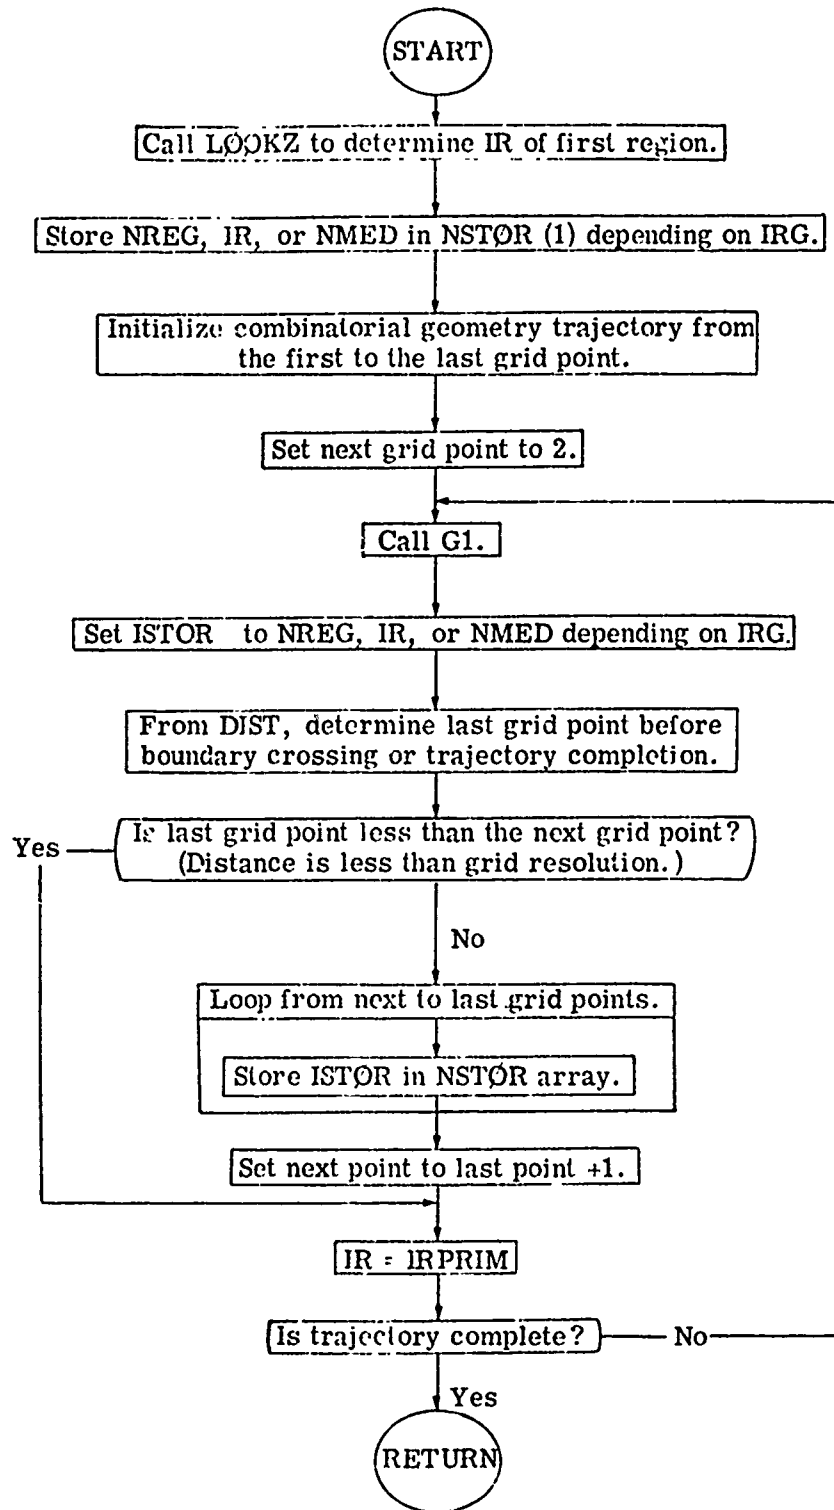 START
Call LØØKZ to determine IR of first region.
Store NREG, IR, or NMED in NSTØR (1) depending on IRG.
Initialize combinatorial geometry trajectory from
the first to the last grid point.
Set next grid point to 2.
Call G1.
Set ISTOR to NREG, IR, or NMED depending on IRG.
From DIST, determine last grid point before
boundary crossing or trajectory completion.
Is last grid point less than the next grid point?
Yes
(Distance is less than grid resolution.)
No
Loop from next to last grid points.
Store ISTØR in NSTØR array.
Set next point to last point +1.
IR = IRPRIM
Is trajectory complete?
No
Yes
RETURN